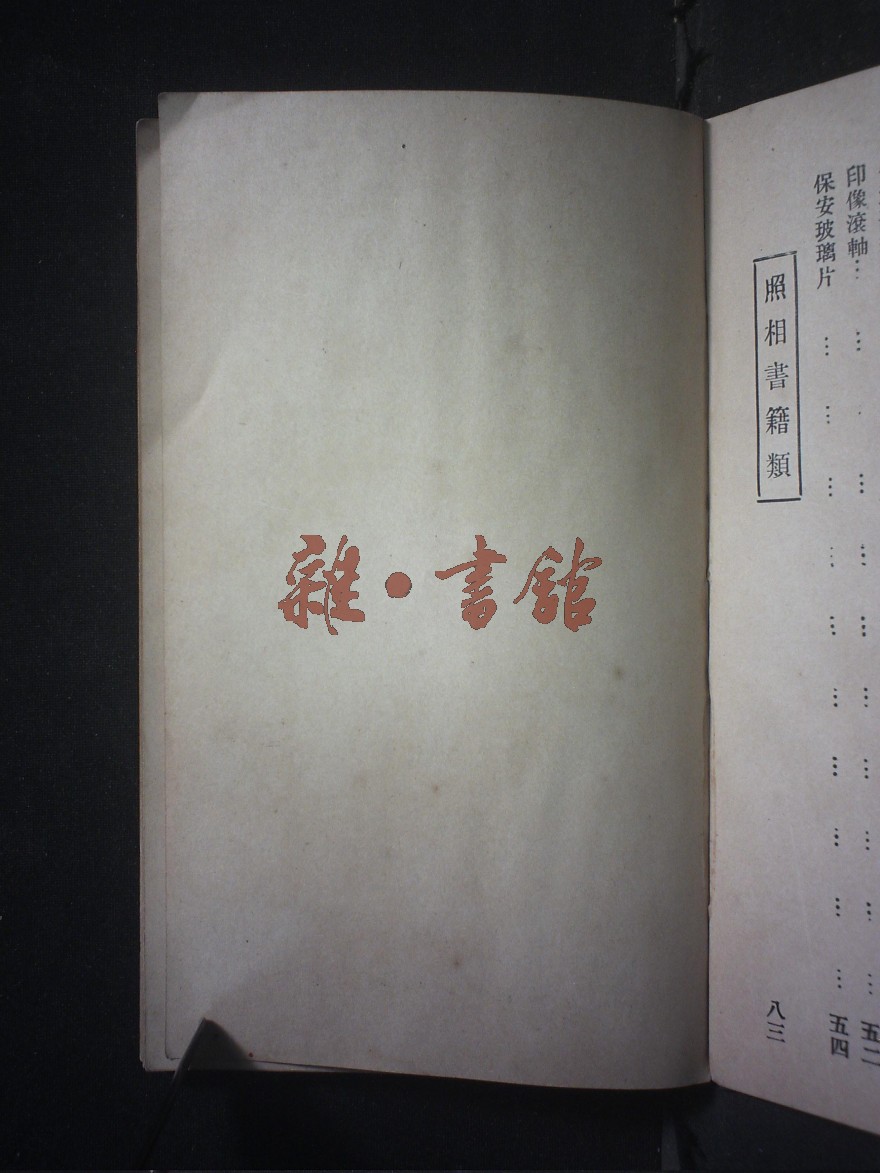 印像滾軸…………………………五二
保安玻璃片…………………………五四
照相書籍類
八三
雜·書館